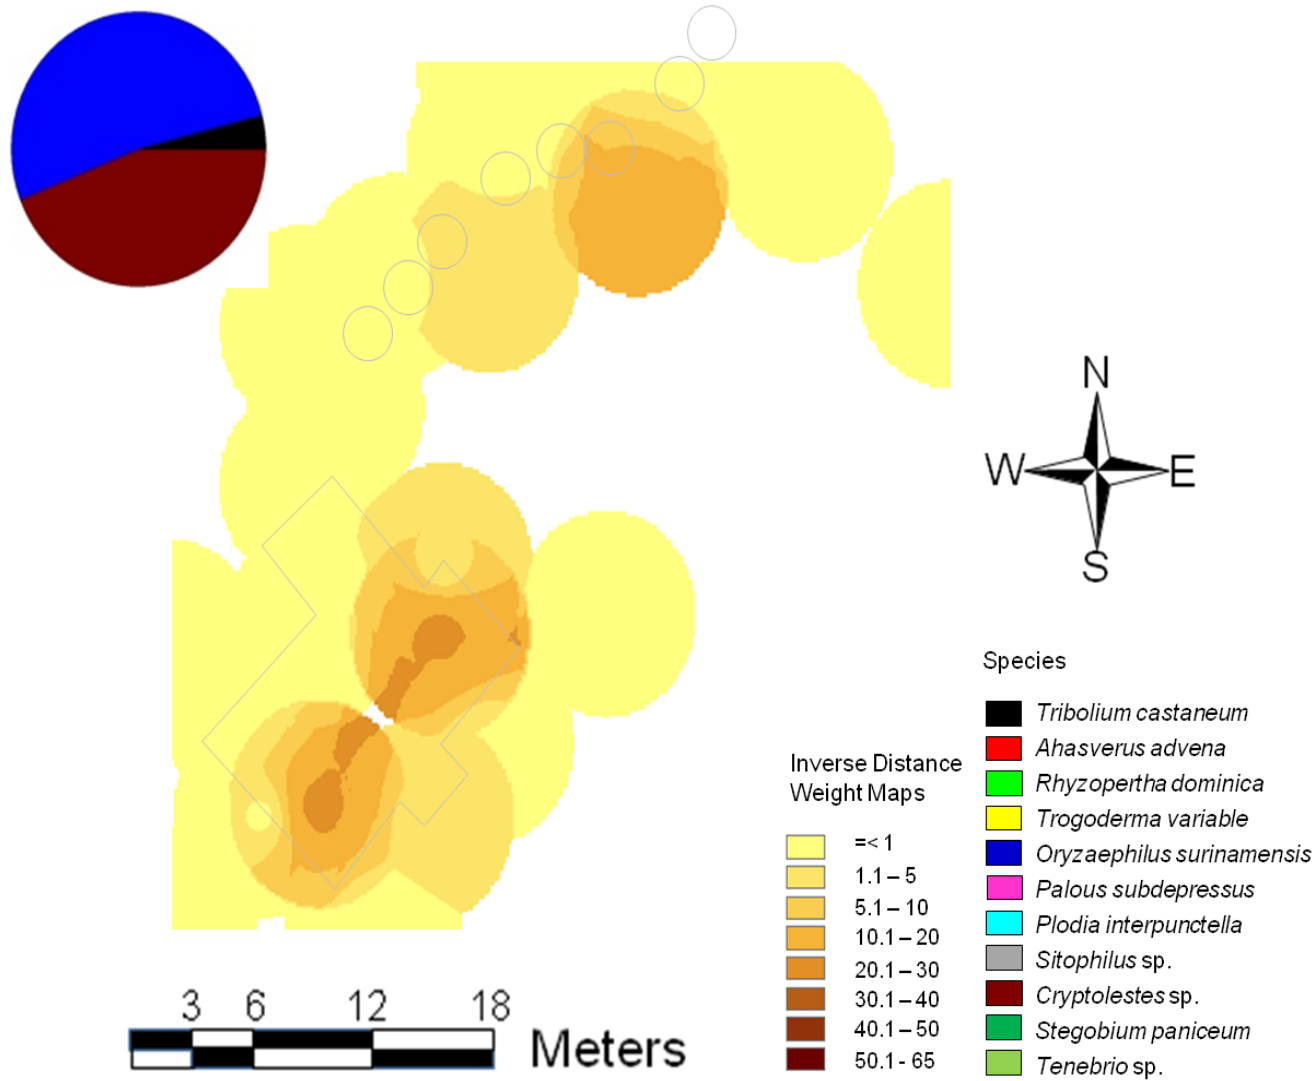 N
W
E
S
Species
Tribolium castaneum
Ahasverus advena
Rhyzopertha dominica
Trogoderma variable
Oryzaephilus surinamensis
Palous subdepressus
Plodia interpunctella
Sitophilus sp.
Cryptolestes sp.
Stegobium paniceum
Tenebrio sp.
Inverse Distance
Weight Maps
=< 1
1.1 – 5
5.1 – 10
10.1 – 20
20.1 – 30
30.1 – 40
40.1 – 50
50.1 - 65
3 6 12 18
Meters